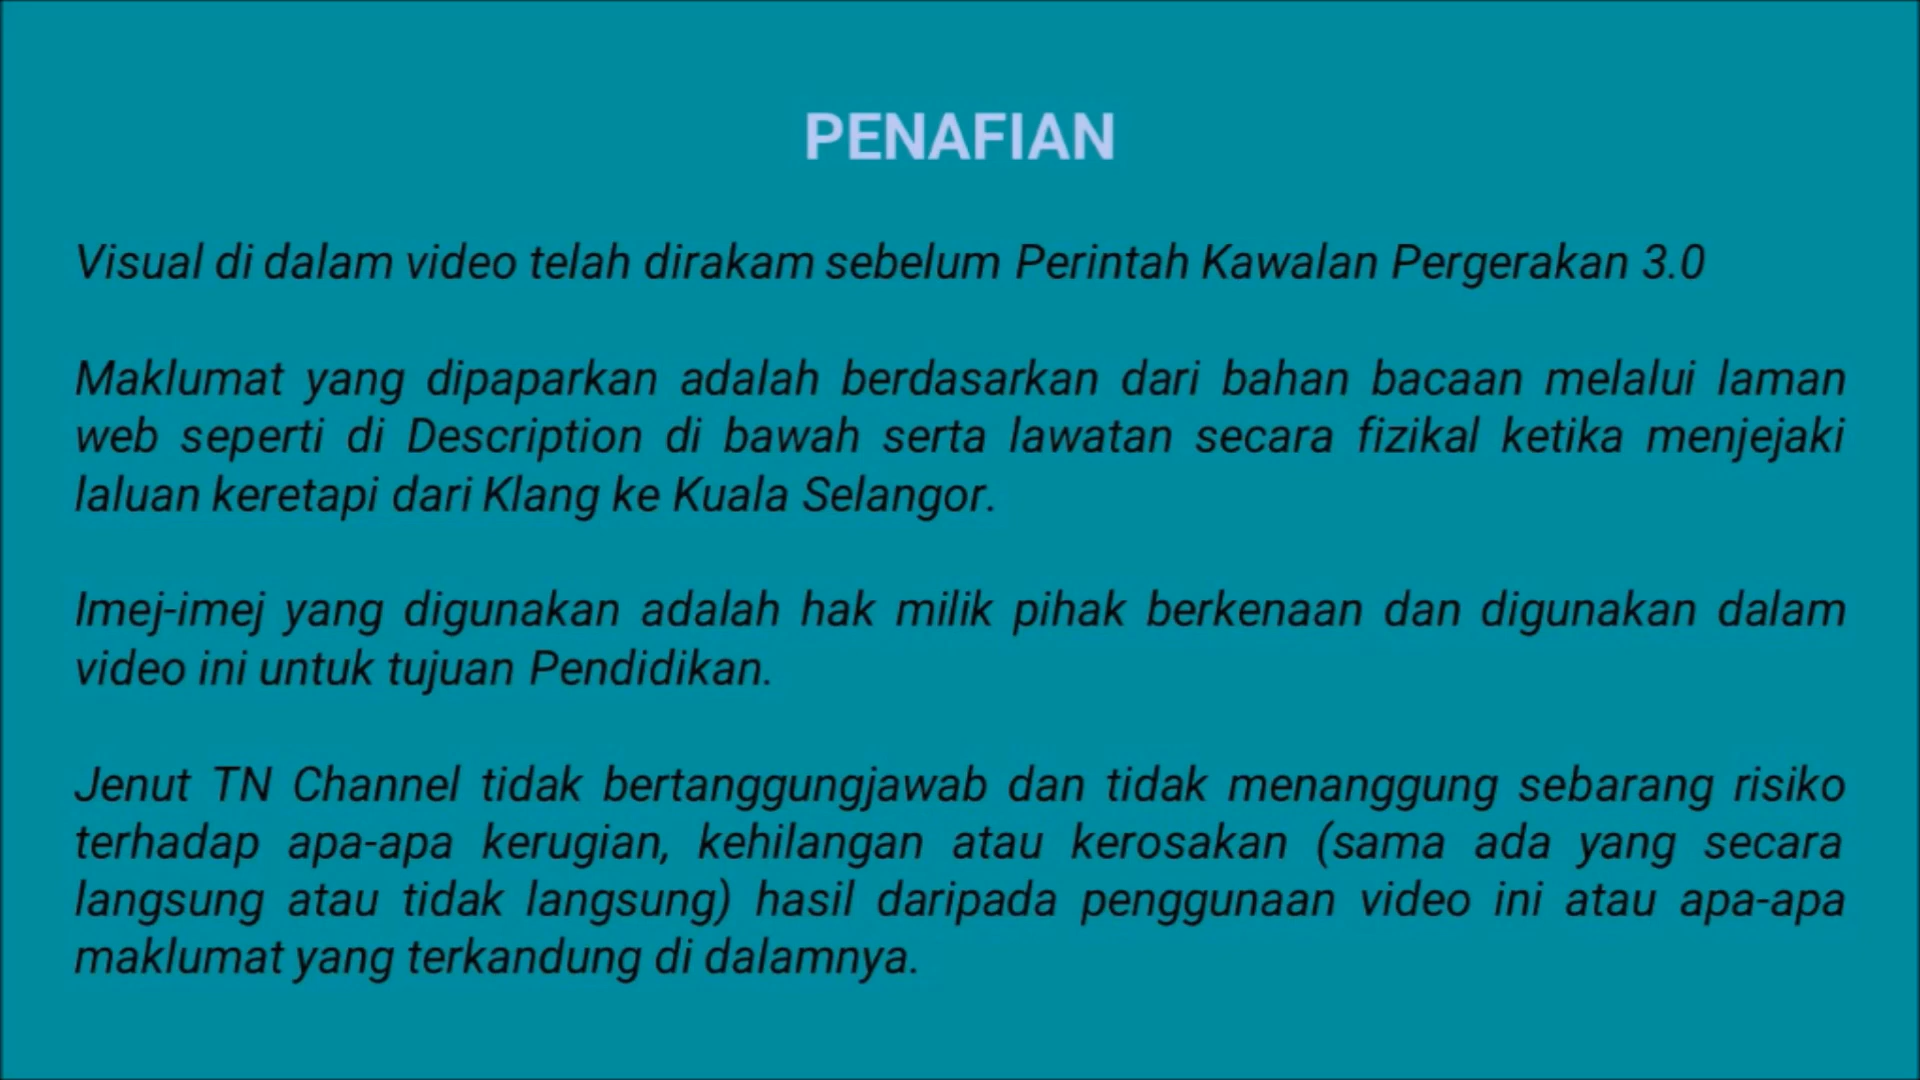 PENAFIAN
Visual di dalam video telah dirakam sebelum Perintah Kawalan Pergerakan 3.0
Maklumat yang dipaparkan adalah berdasarkan dari bahan bacaan melalui laman
web seperti di Description di bawah serta lawatan secara fizikal ketika menjejaki
laluan keretapi dari Klang ke Kuala Selangor.
Imej-imej yang digunakan adalah hak milik pihak berkenaan dan digunakan dalam
video ini untuk tujuan Pendidikan.
Jenut TN Channel tidak bertanggungjawab dan tidak menanggung sebarang risiko
terhadap apa-apa kerugian, kehilangan atau kerosakan (sama ada yang secara
langsung atau tidak langsung) hasil daripada penggunaan video ini atau apa-apa
maklumat yang terkandung di dalamnya.